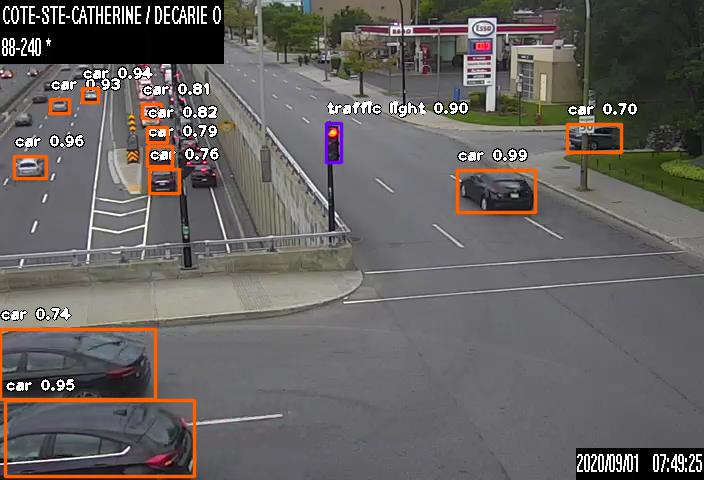 COTE-STE-CATHERINE / DECARIE O
88-240 *
Esso
car 0.94
car 0.93
car 0.81
car 0.82
car 0.79
car 0.76
car 0.96
traffic light 0.90
car 0.70
car 0.99
car 0.74
car 0.95
2020/09/01 07:49:25